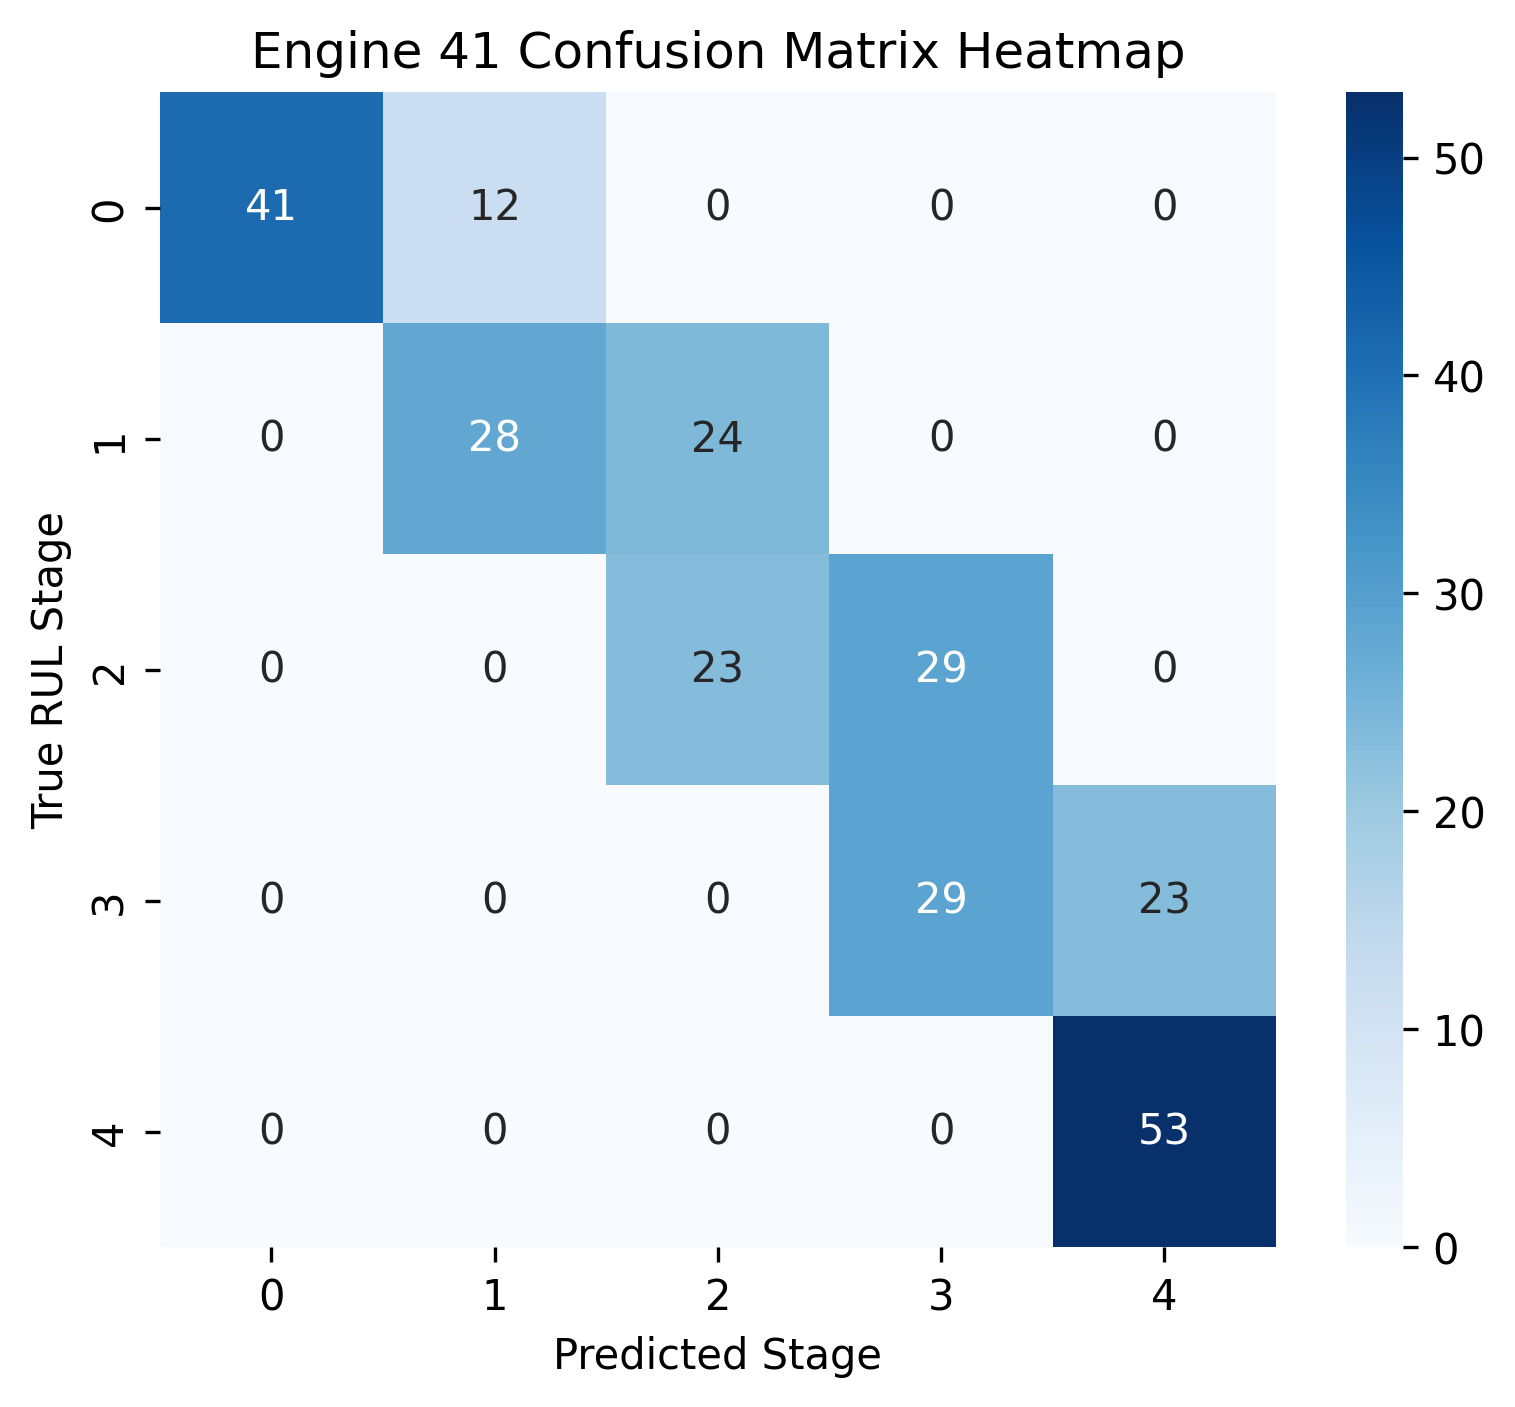 Engine 41 Confusion Matrix Heatmap
0 41 12 0 0 0
1 0 28 24 0 0
2 0 0 23 29 0
3 0 0 0 29 23
4 0 0 0 0 53
0 1 2 3 4
Predicted Stage
True RUL Stage
50
40
30
20
10
0